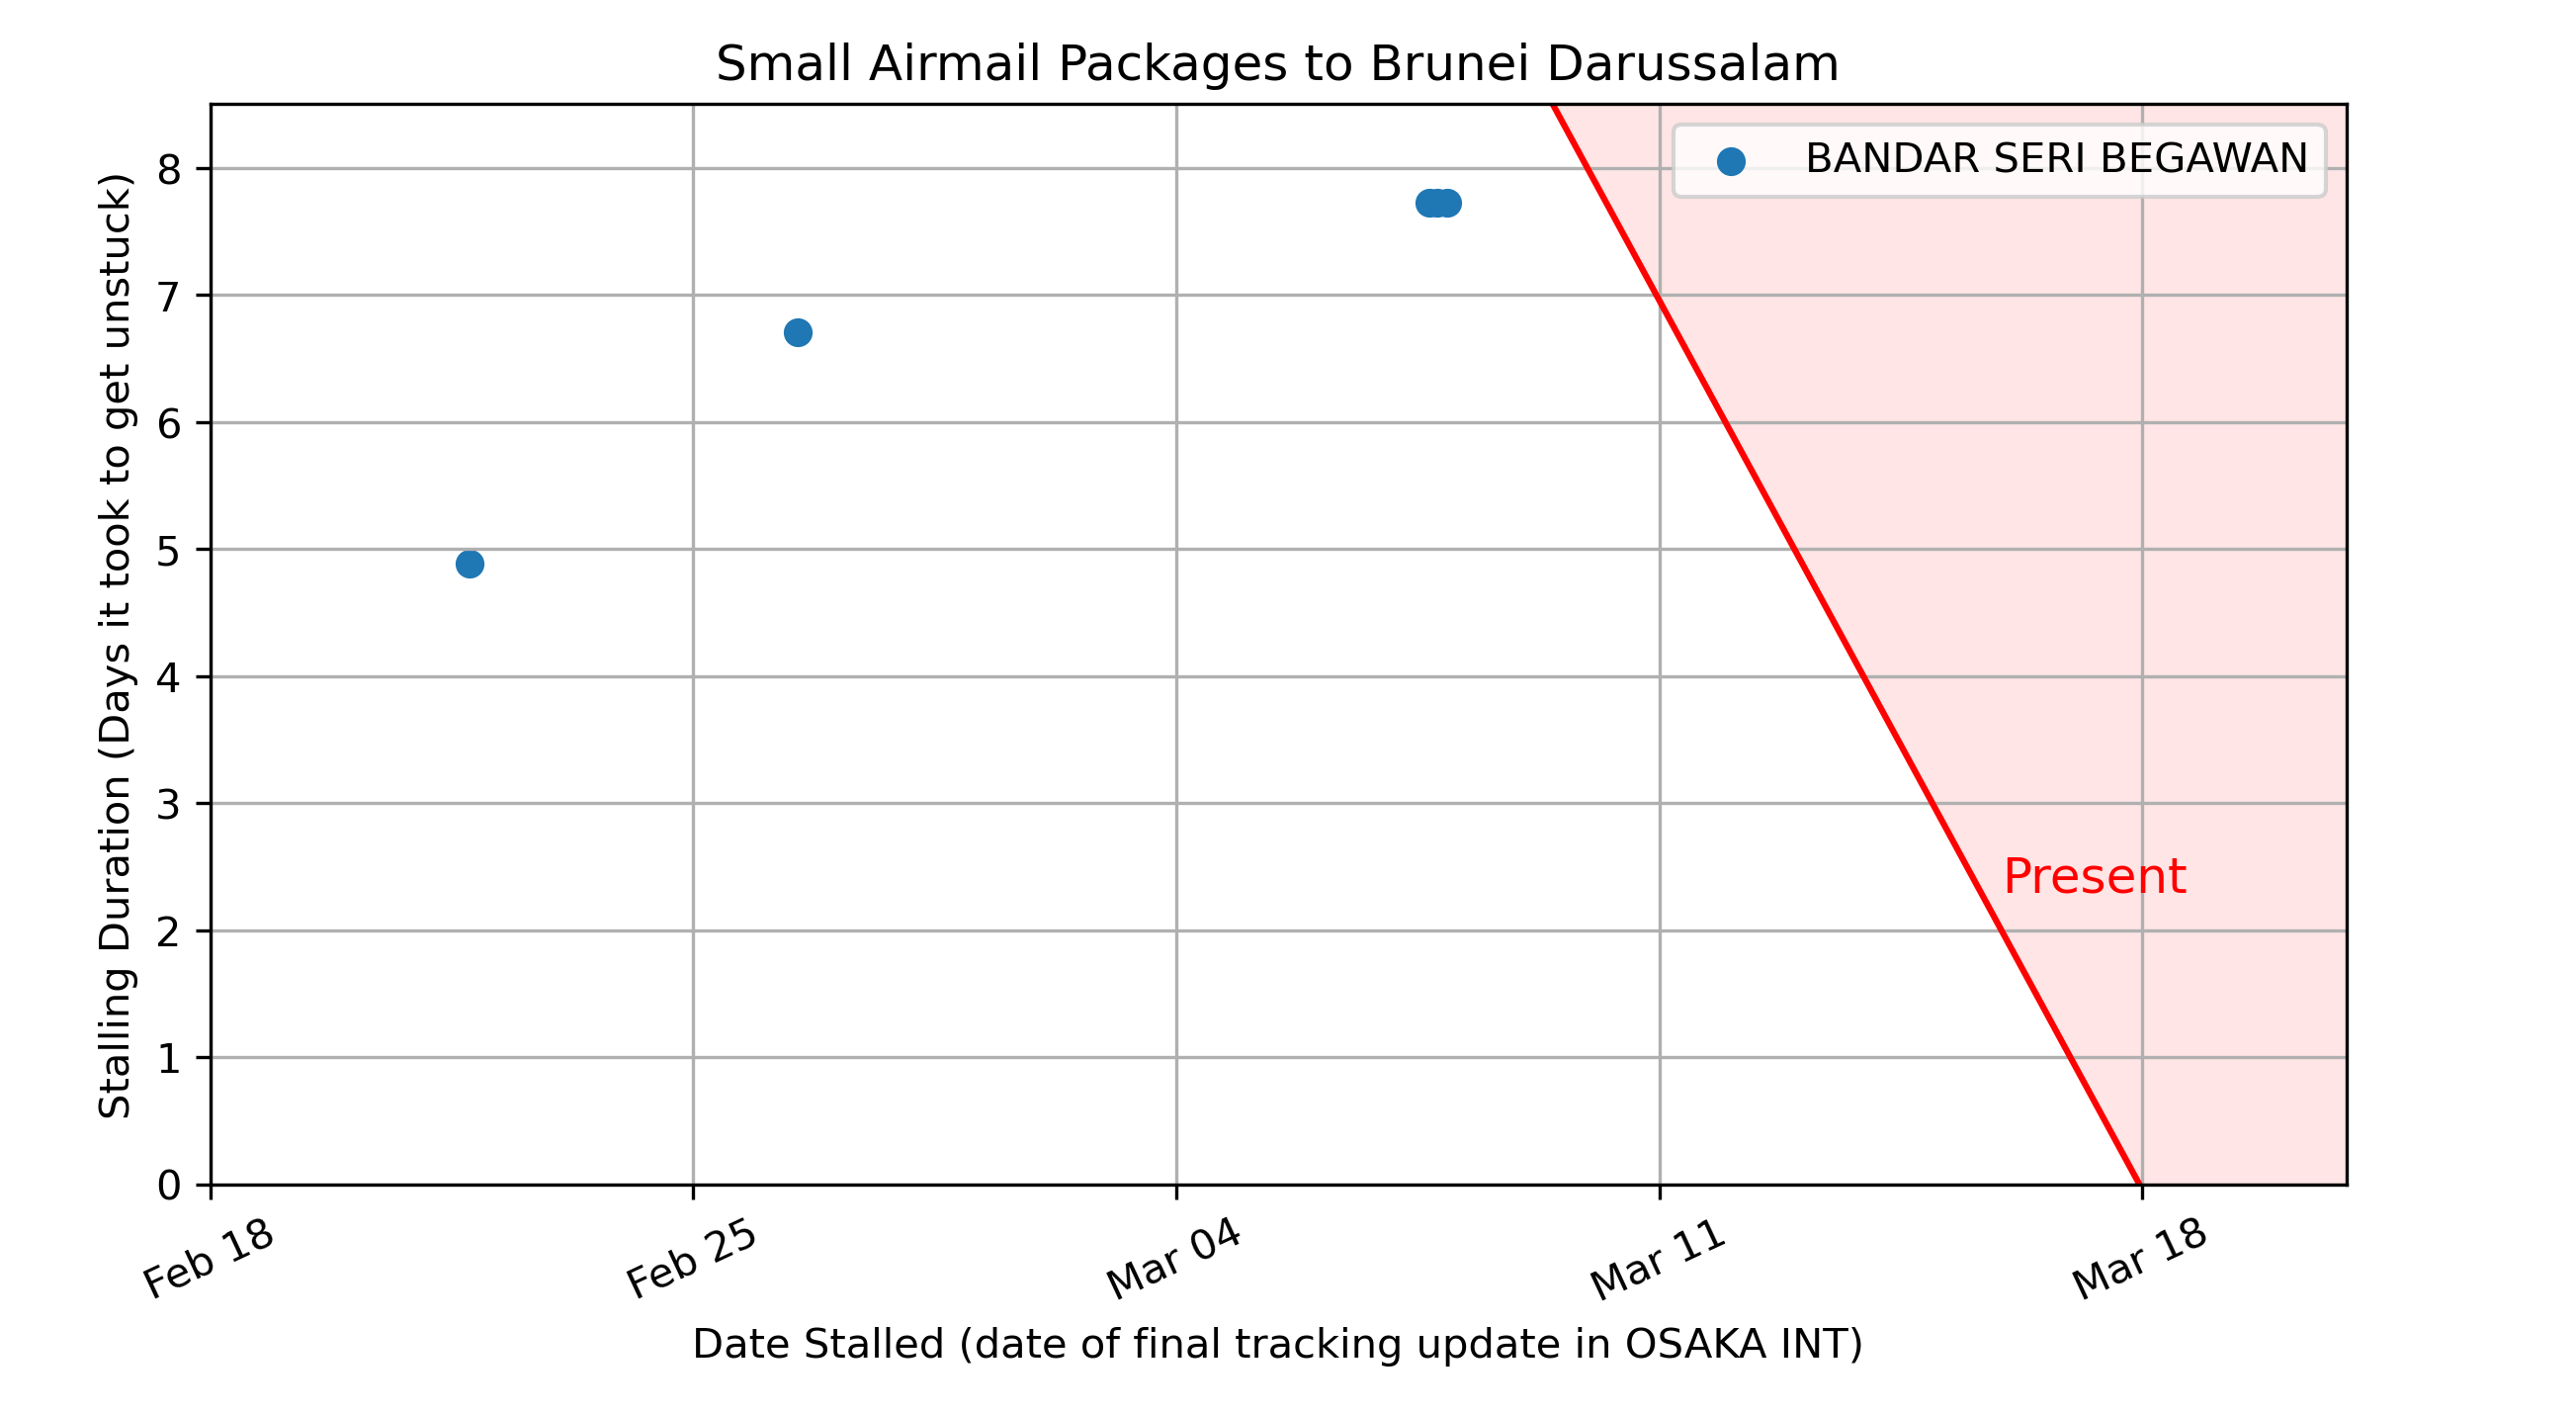 Small Airmail Packages to Brunei Darussalam
BANDAR SERI BEGAWAN
Stalling Duration (Days it took to get unstuck)
8
7
6
5
4
3
2
1
0
Present
Feb 18
Feb 25
Mar 04
Mar 11
Mar 18
Date Stalled (date of final tracking update in OSAKA INT)